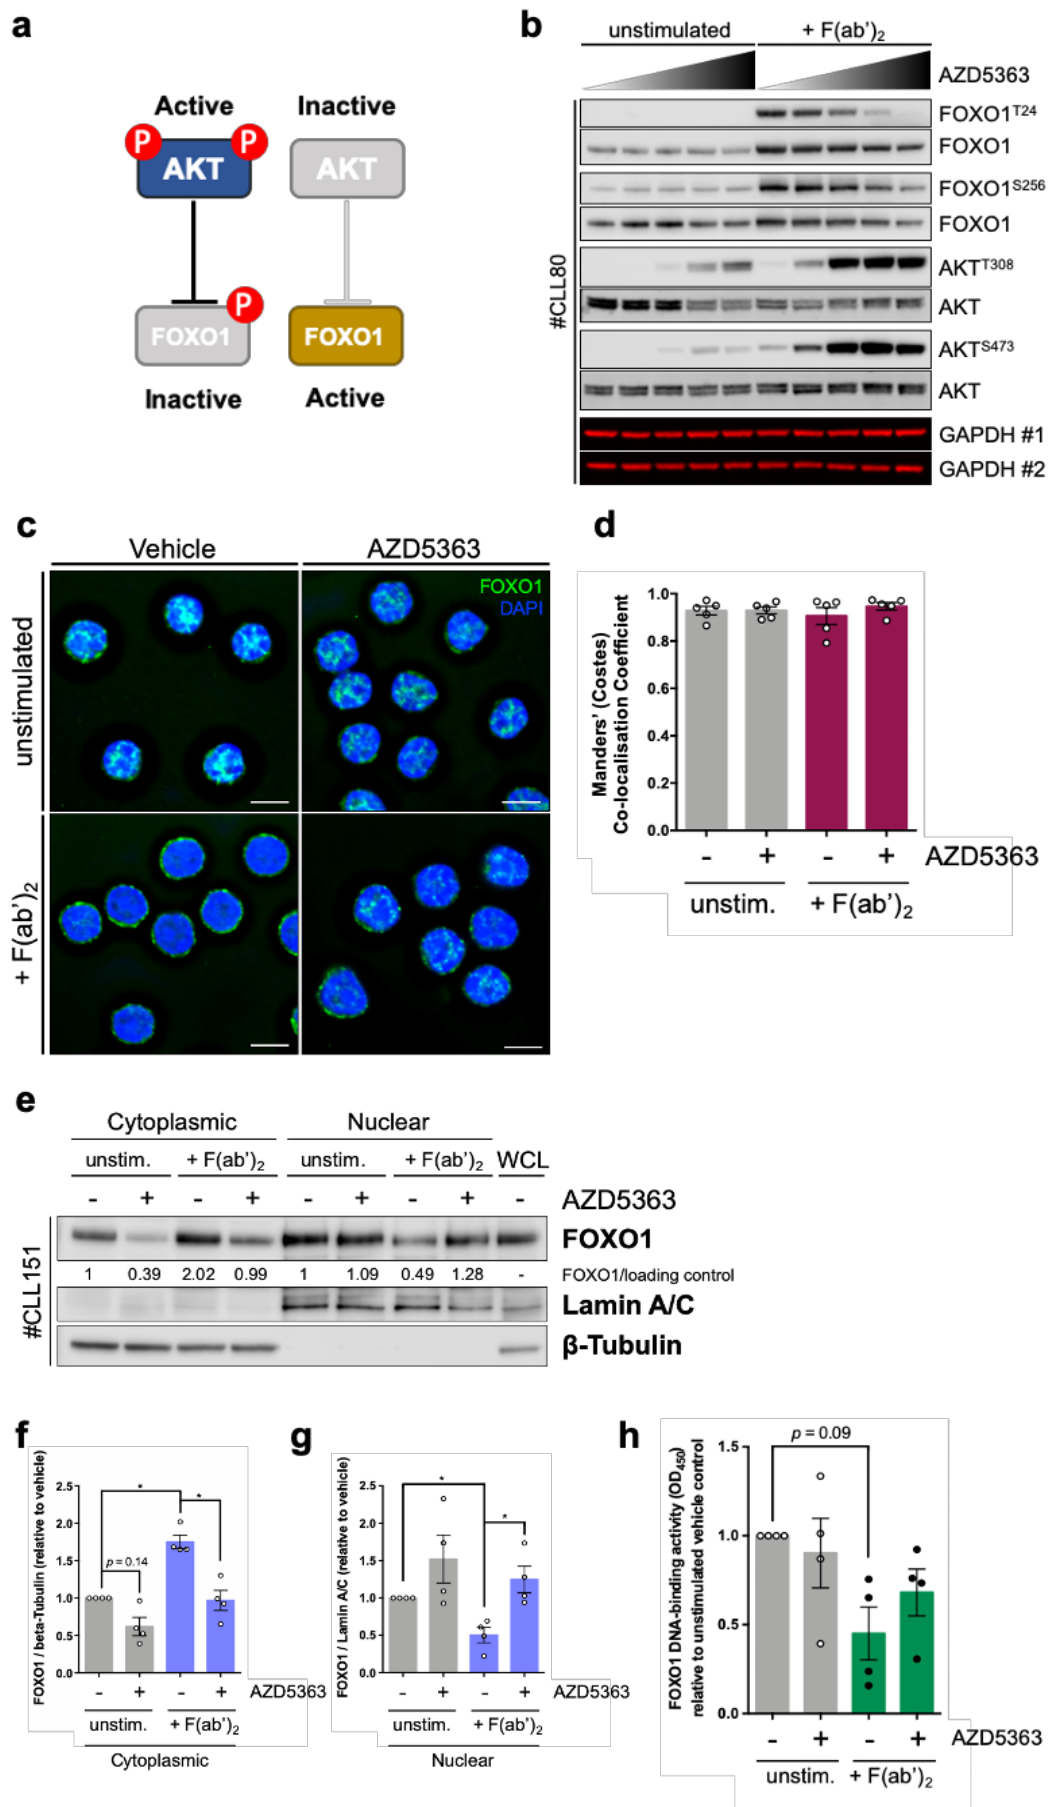 a
Active
Inactive
P
P
AKT
AKT
P
FOXO1
FOXO1
Inactive
Active
b
unstimulated
+ F(ab')₂
AZD5363
FOXO1ᵀ²⁴
FOXO1
FOXO1ˢ²⁵⁶
FOXO1
AKTᵀ³⁰⁸
AKT
AKTˢ⁴⁷³
AKT
GAPDH #1
GAPDH #2
#CLL80
c
Vehicle
AZD5363
FOXO1
DAPI
unstimulated
+ F(ab')₂
d
Manders' (Costes)
Co-localisation Coefficient
1.0
0.8
0.6
0.4
0.2
0.0
- + - + AZD5363
unstim. + F(ab')₂
e
Cytoplasmic Nuclear
unstim. + F(ab')₂ unstim. + F(ab')₂ WCL
- + - + - + - + - AZD5363
FOXO1
1 0.39 2.02 0.99 1 1.09 0.49 1.28 - FOXO1/loading control
Lamin A/C
β-Tubulin
#CLL151
f
FOXO1 / beta-Tubulin (relative to vehicle)
2.5
2.0
1.5
1.0
0.5
0.0
*
*
p = 0.14
- + - + AZD5363
unstim. + F(ab')₂
Cytoplasmic
g
FOXO1 / Lamin A/C (relative to vehicle)
2.5
2.0
1.5
1.0
0.5
0.0
*
*
- + - + AZD5363
unstim. + F(ab')₂
Nuclear
h
FOXO1 DNA-binding activity (OD₄₅₀)
relative to unstimulated vehicle control
1.5
1.0
0.5
0.0
p = 0.09
- + - + AZD5363
unstim. + F(ab')₂